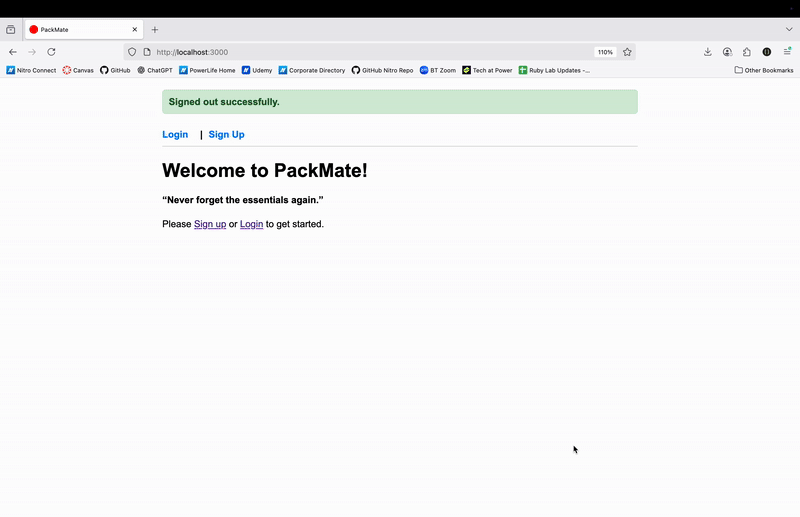 PackMate
http://localhost:3000
110%
Nitro Connect Canvas GitHub ChatGPT PowerLife Home Udemy Corporate Directory GitHub Nitro Repo BT Zoom Tech at Power Ruby Lab Updates -... Other Bookmarks
Signed out successfully.
Login | Sign Up
Welcome to PackMate!
“Never forget the essentials again.”
Please Sign up or Login to get started.